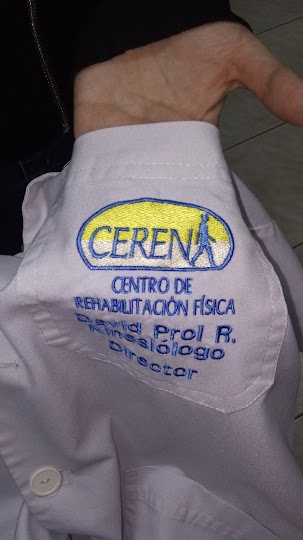 CEREN
CENTRO DE
REHABILITACIÓN FÍSICA
David Prol R.
Kinesiólogo
Director